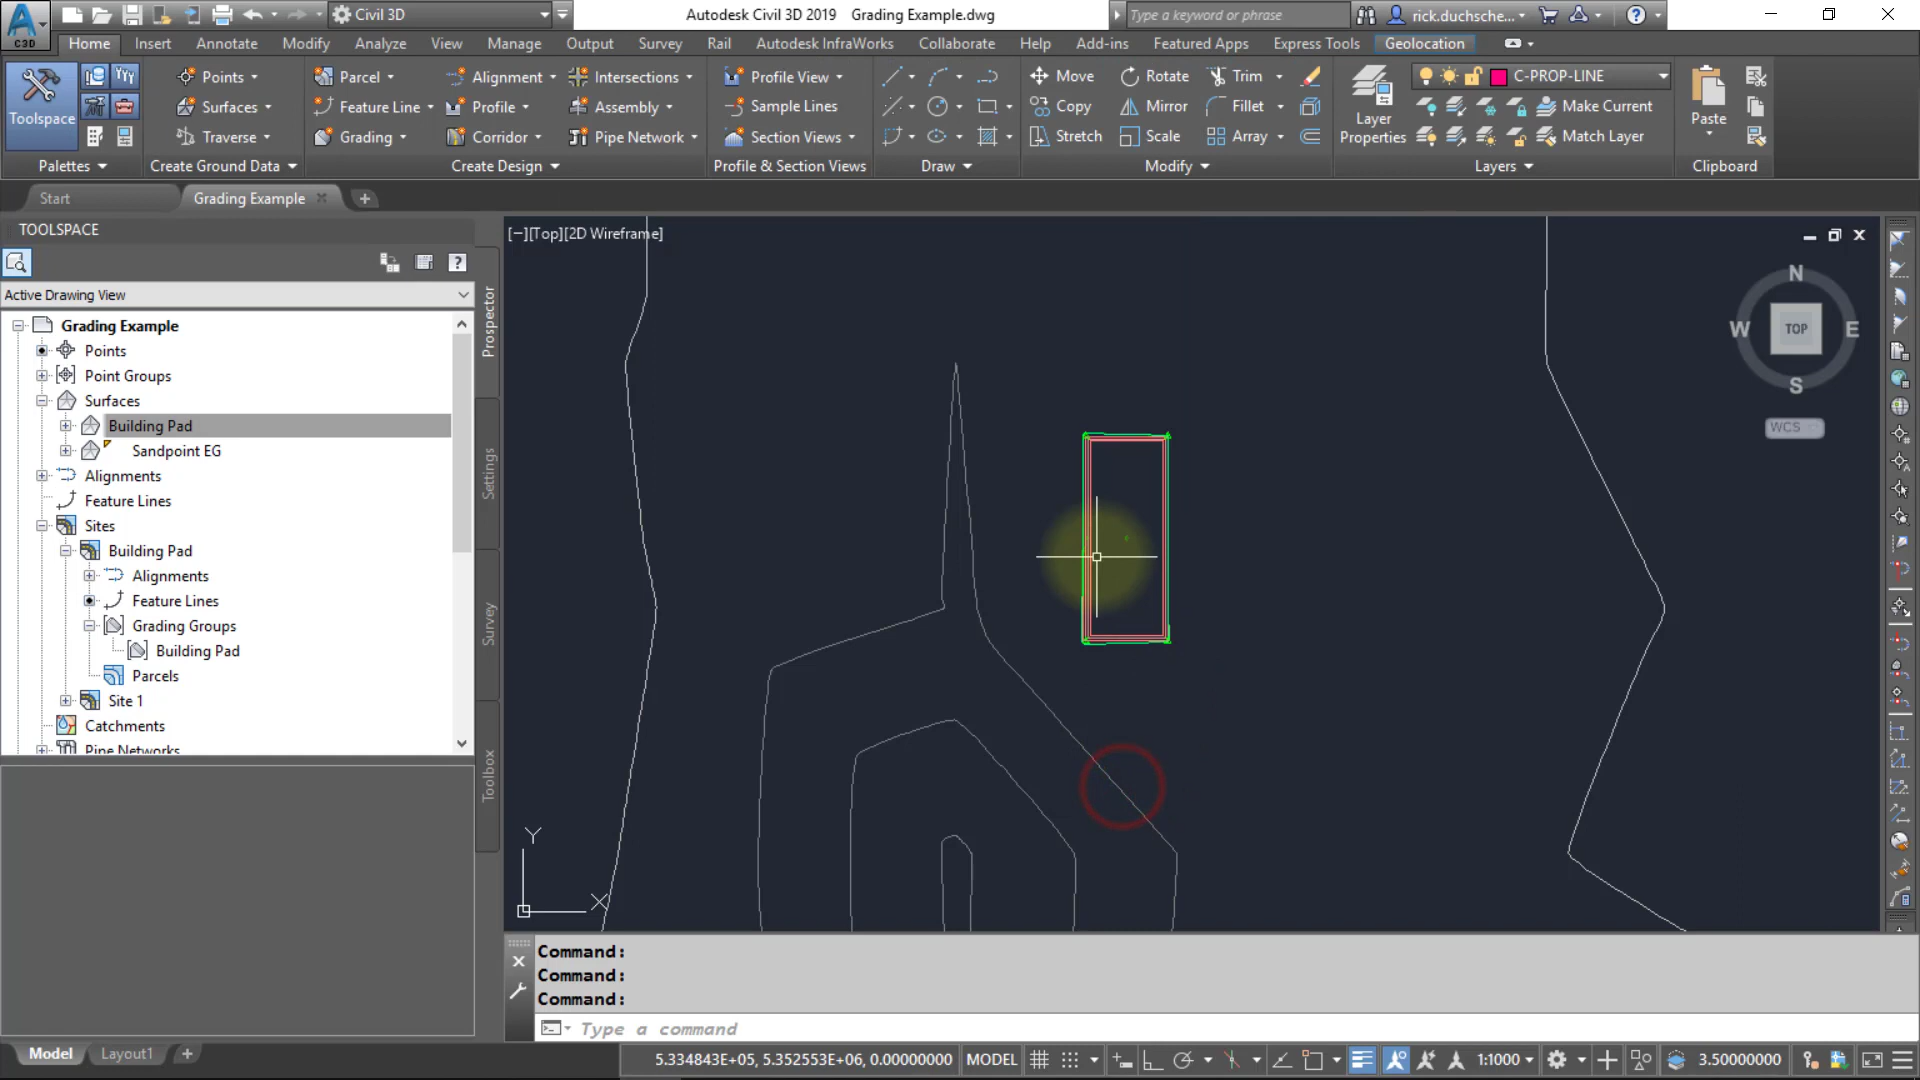 C3D
Civil 3D
Autodesk Civil 3D 2019 Grading Example.dwg
Type a keyword or phrase
rick.duchsche...
Home Insert Annotate Modify Analyze View Manage Output Survey Rail Autodesk InfraWorks Collaborate Help Add-ins Featured Apps Express Tools Geolocation
Toolspace
Points
Surfaces
Traverse
Parcel
Feature Line
Grading
Alignment
Profile
Corridor
Intersections
Assembly
Pipe Network
Profile View
Sample Lines
Section Views
Move
Copy
Stretch
Rotate
Mirror
Scale
Trim
Fillet
Array
Layer
Properties
C-PROP-LINE
Make Current
Match Layer
Paste
Palettes
Create Ground Data
Create Design
Profile & Section Views
Draw
Modify
Layers
Clipboard
Start
Grading Example
TOOLSPACE
Active Drawing View
Grading Example
Points
Point Groups
Surfaces
Building Pad
Sandpoint EG
Alignments
Feature Lines
Sites
Building Pad
Alignments
Feature Lines
Grading Groups
Building Pad
Parcels
Site 1
Catchments
Pipe Networks
Prospector
Settings
Survey
Toolbox
[−][Top][2D Wireframe]
N
W
TOP
E
S
WCS
Y
X
Command:
Command:
Command:
Type a command
Model
Layout1
5.334843E+05, 5.352553E+06, 0.00000000
MODEL
1:1000
3.50000000